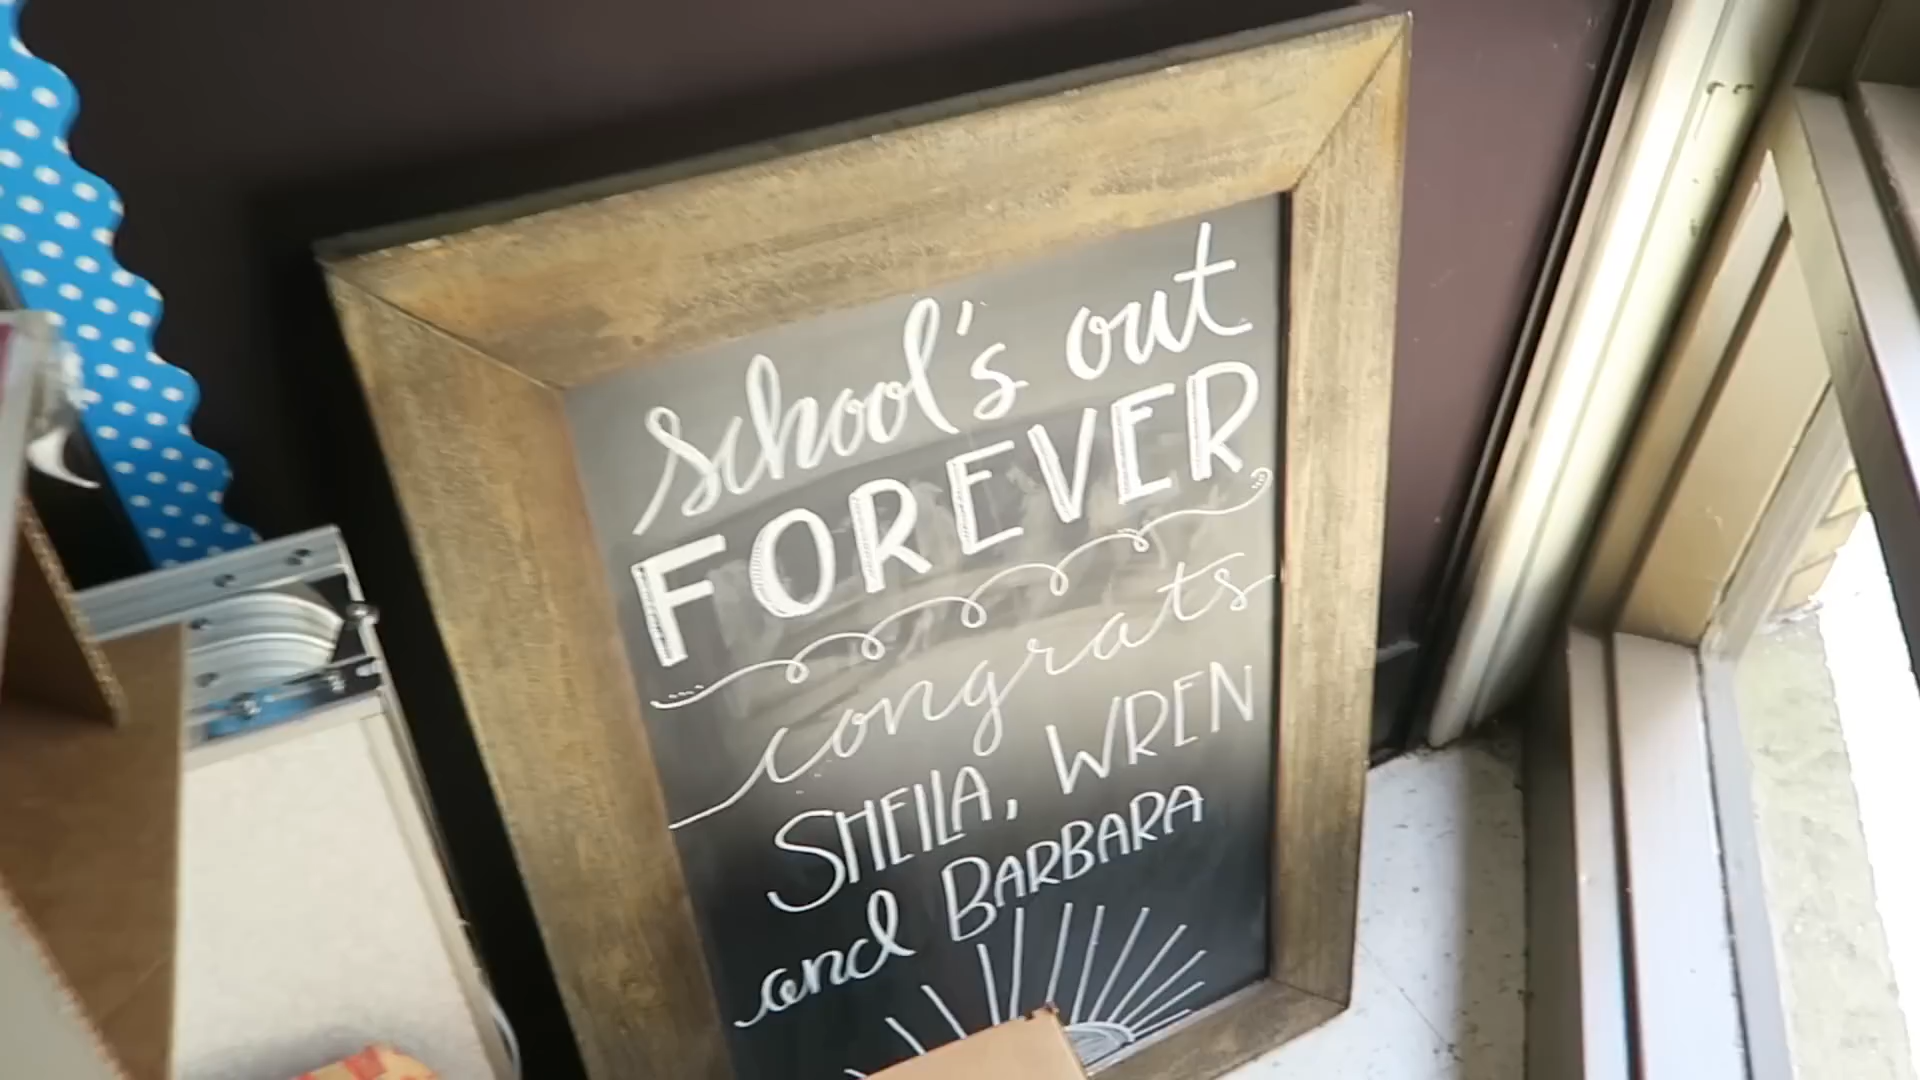 school's out
FOREVER
congrats
SHEILA, WREN
and BARBARA